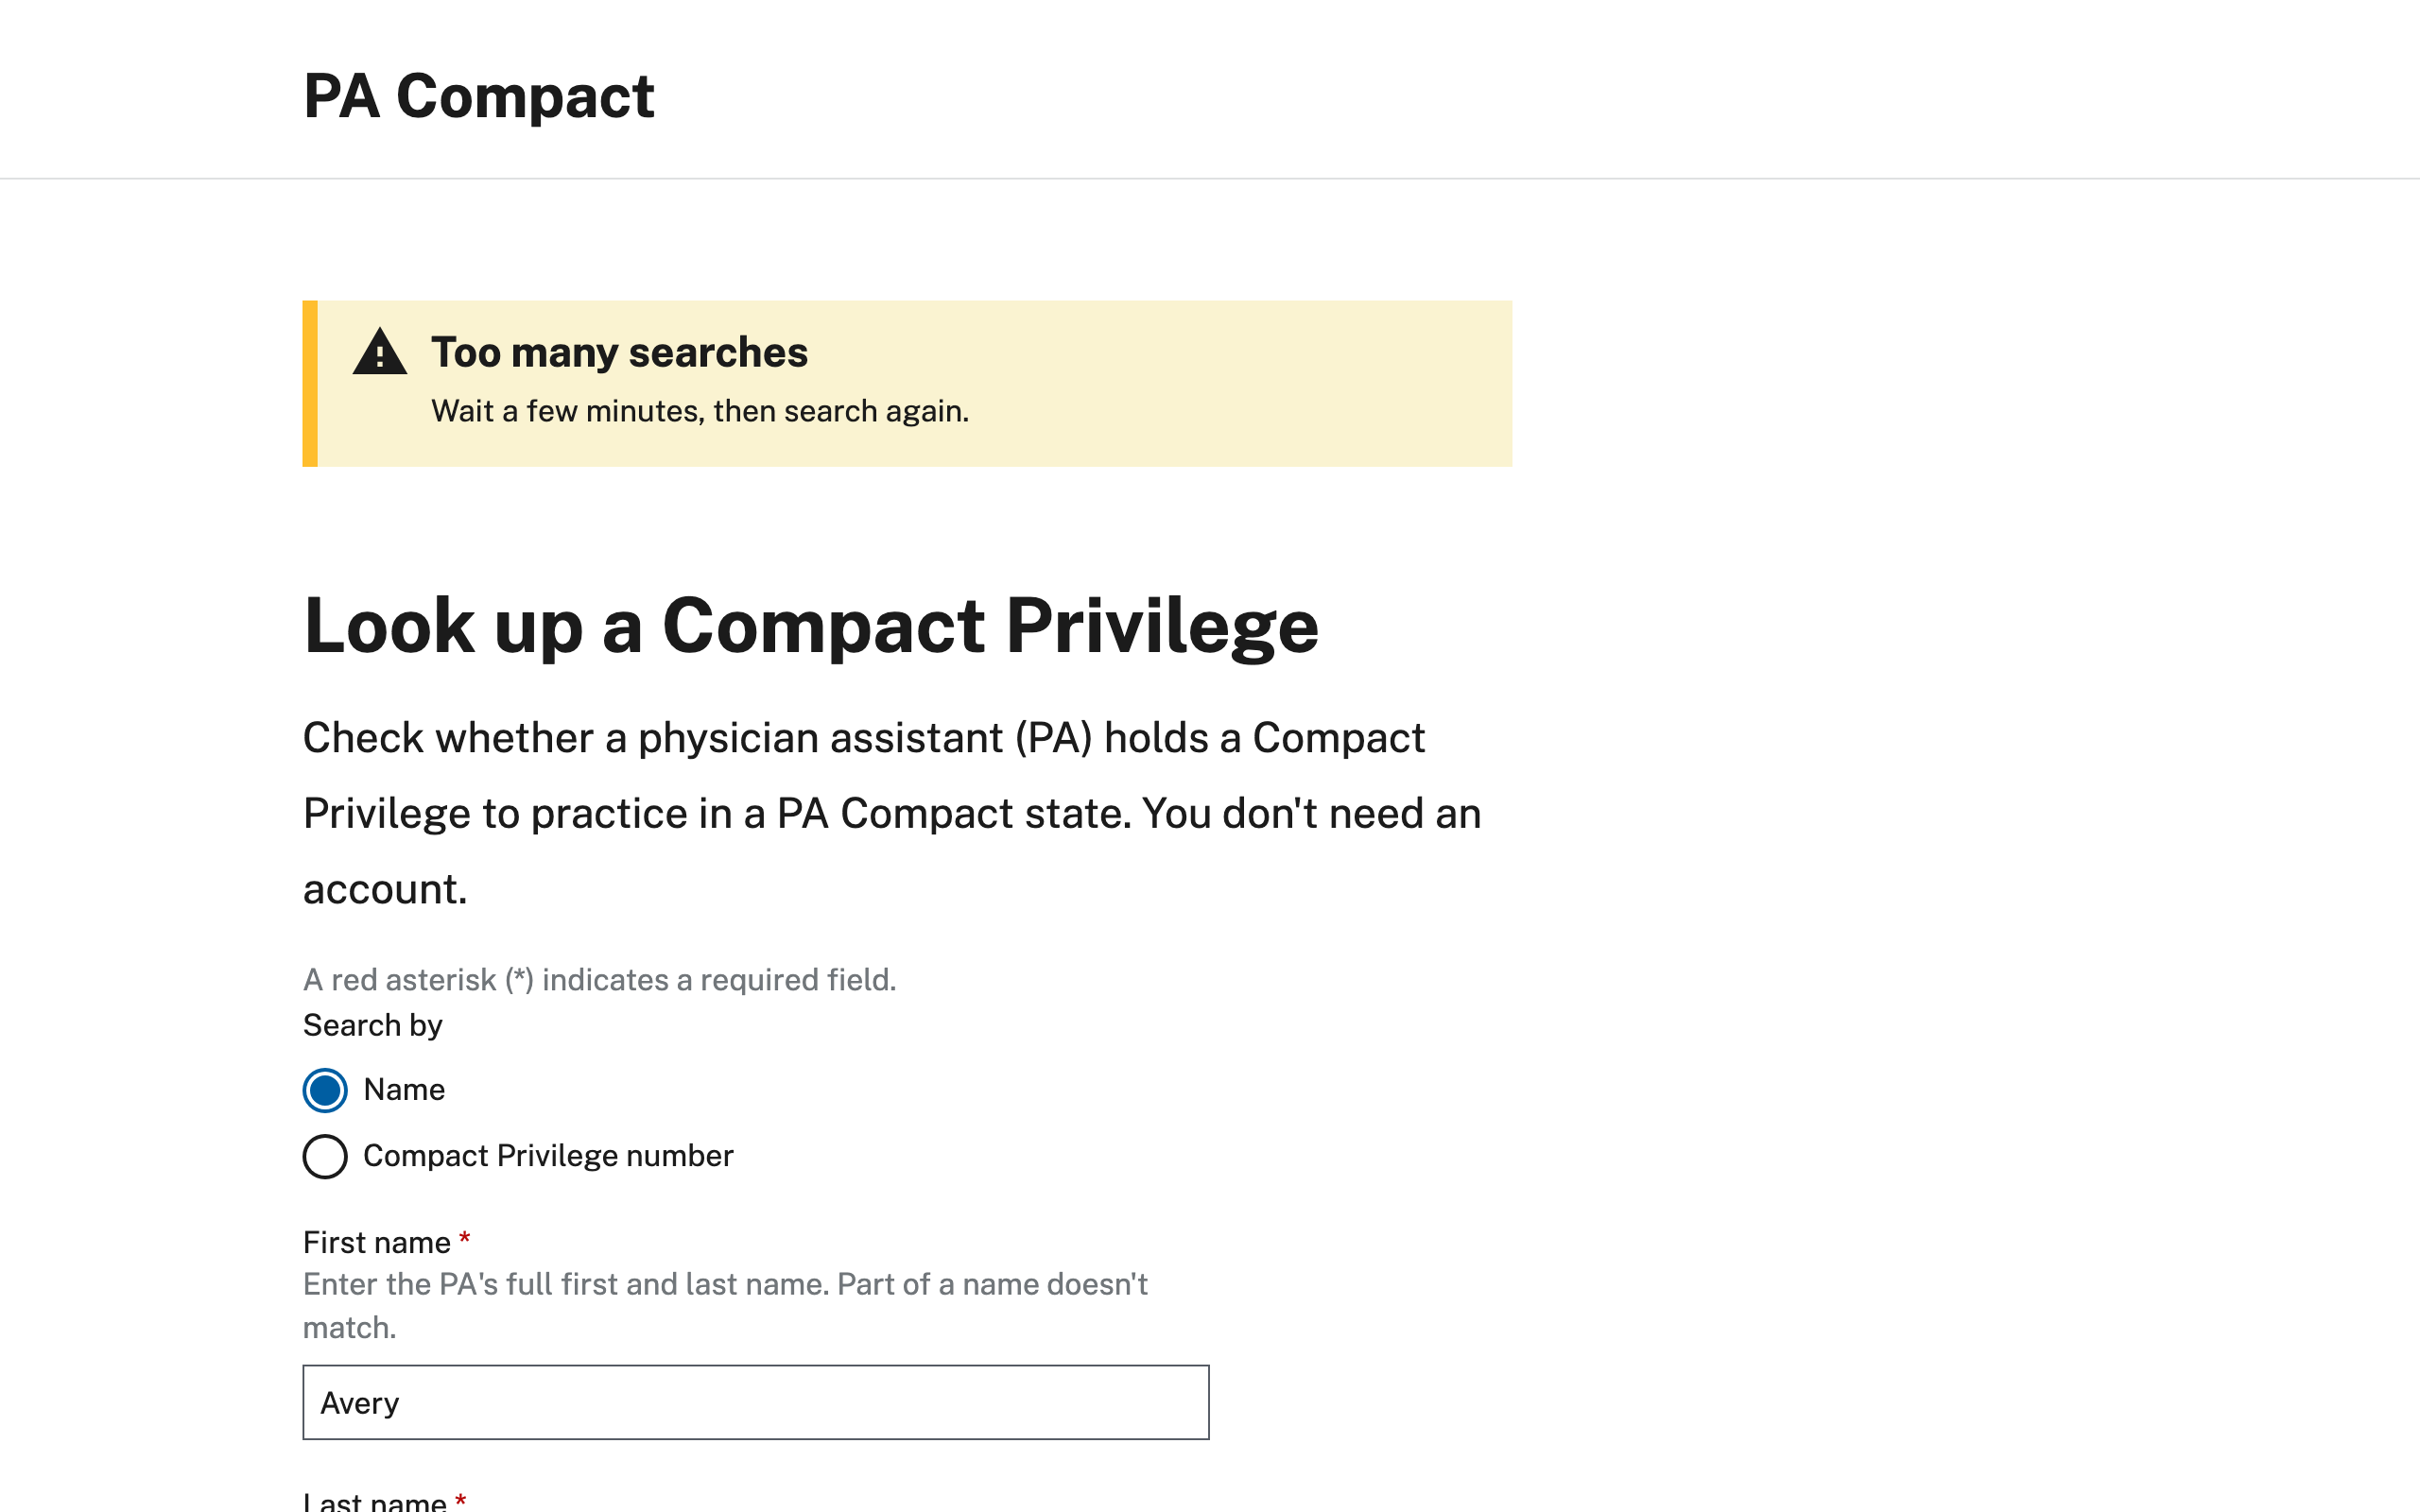 PA Compact
Too many searches
Wait a few minutes, then search again.
Look up a Compact Privilege
Check whether a physician assistant (PA) holds a Compact
Privilege to practice in a PA Compact state. You don't need an
account.
A red asterisk (*) indicates a required field.
Search by
Name
Compact Privilege number
First name *
Enter the PA's full first and last name. Part of a name doesn't
match.
Avery
Last name *